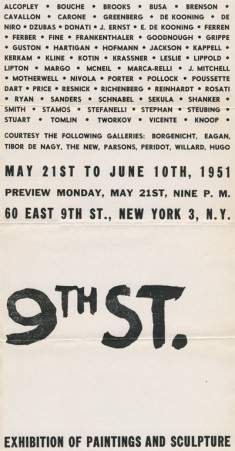 ALCOPLEY • BOUCHE • BROOKS • BUSA • BRENSON •
CAVALLON • CARONE • GREENBERG • DE KOONING • DE
NIRO • DZUBAS • DONATI • J. ERNST • E. DE KOONING • FERREN
• FERBER • FINE • FRANKENTHALER • GOODNOUGH • GRIPPE
• GUSTON • HARTIGAN • HOFMANN • JACKSON • KAPPELL •
KERKAM • KLINE • KOTIN • KRASSNER • LESLIE • LIPPOLD •
LIPTON • MARGO • MCNEIL • MARCA-RELLI • J. MITCHELL
• MOTHERWELL • NIVOLA • PORTER • POLLOCK • POUSSETTE
DART • PRICE • RESNICK • RICHENBERG • REINHARDT • ROSATI
• RYAN • SANDERS • SCHNABEL • SEKULA • SHANKER •
SMITH • STAMOS • STEFANELLI • STEPHAN • STEUBING •
STUART • TOMLIN • TWORKOV • VICENTE • KNOOP •
COURTESY THE FOLLOWING GALLERIES: BORGENICHT, EAGAN,
TIBOR DE NAGY, THE NEW, PARSONS, PERIDOT, WILLARD, HUGO
MAY 21ST TO JUNE 10TH, 1951
PREVIEW MONDAY, MAY 21ST, NINE P. M.
60 EAST 9TH ST., NEW YORK 3, N.Y.
9TH ST.
EXHIBITION OF PAINTINGS AND SCULPTURE